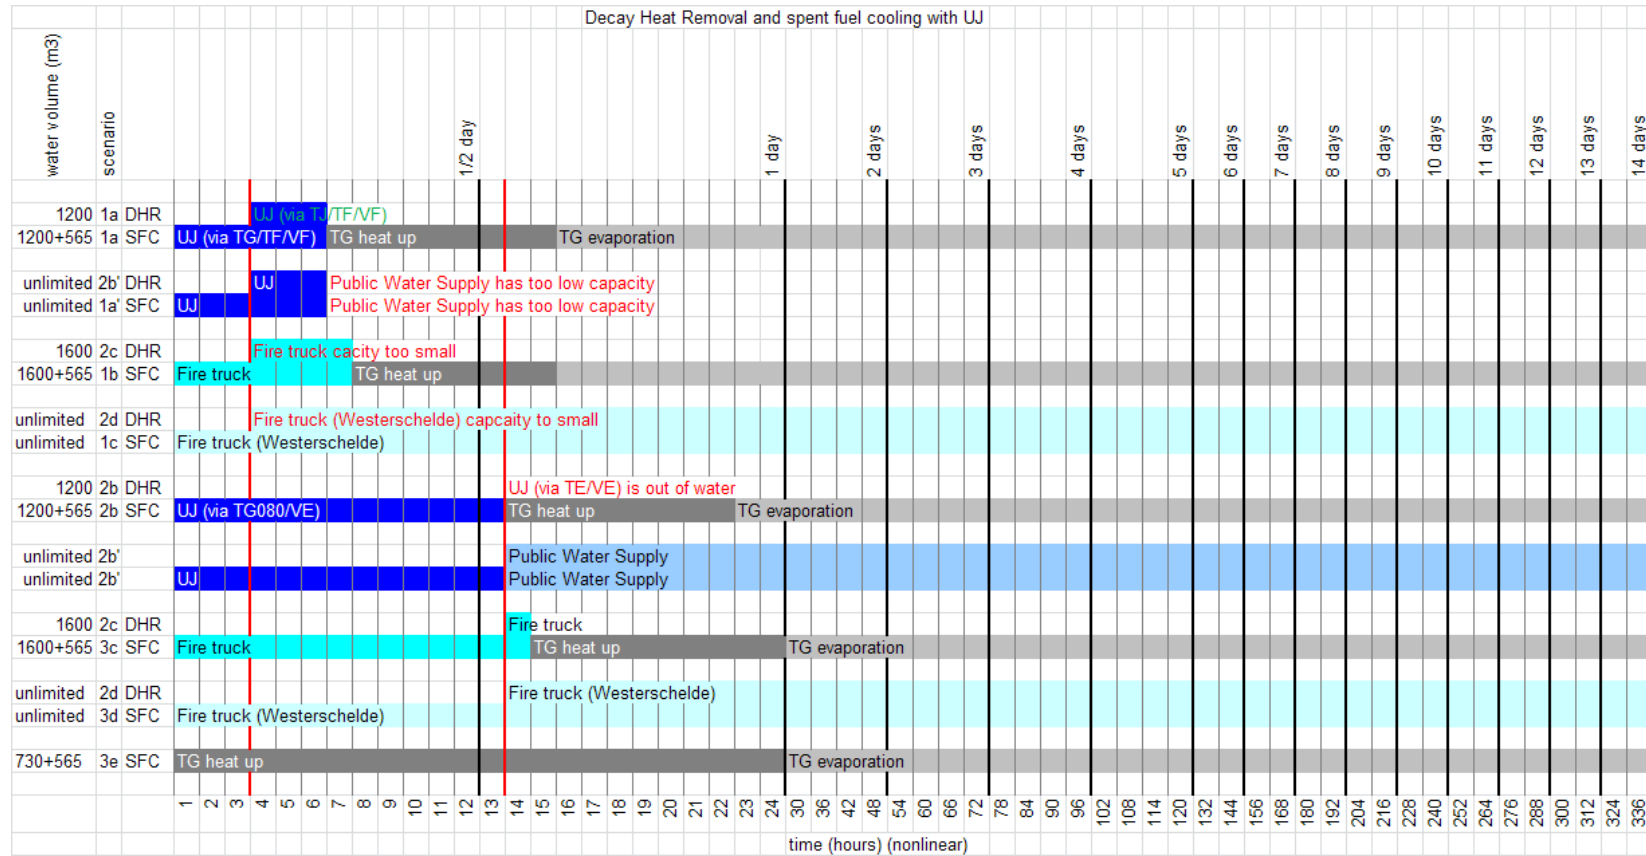 Decay Heat Removal and spent fuel cooling with UJ
water volume (m3) scenario 1/2 day 1 day 2 days 3 days 4 days 5 days 6 days 7 days 8 days 9 days 10 days 11 days 12 days 13 days 14 days
1200 1a DHR UJ (via TJ/TF/VF)
1200+565 1a SFC UJ (via TG/TF/VF) TG heat up TG evaporation
unlimited 2b' DHR UJ Public Water Supply has too low capacity
unlimited 1a' SFC UJ Public Water Supply has too low capacity
1600 2c DHR Fire truck cacity too small
1600+565 1b SFC Fire truck TG heat up
unlimited 2d DHR Fire truck (Westerschelde) capcaity to small
unlimited 1c SFC Fire truck (Westerschelde)
1200 2b DHR UJ (via TE/VE) is out of water
1200+565 2b SFC UJ (via TG080/VE) TG heat up TG evaporation
unlimited 2b' Public Water Supply
unlimited 2b' UJ Public Water Supply
1600 2c DHR Fire truck
1600+565 3c SFC Fire truck TG heat up TG evaporation
unlimited 2d DHR Fire truck (Westerschelde)
unlimited 3d SFC Fire truck (Westerschelde)
730+565 3e SFC TG heat up TG evaporation
1 2 3 4 5 6 7 8 9 10 11 12 13 14 15 16 17 18 19 20 21 22 23 24 30 36 42 48 54 60 66 72 78 84 90 96 102 108 114 120 132 144 156 168 180 192 204 216 228 240 252 264 276 288 300 312 324 336
time (hours) (nonlinear)